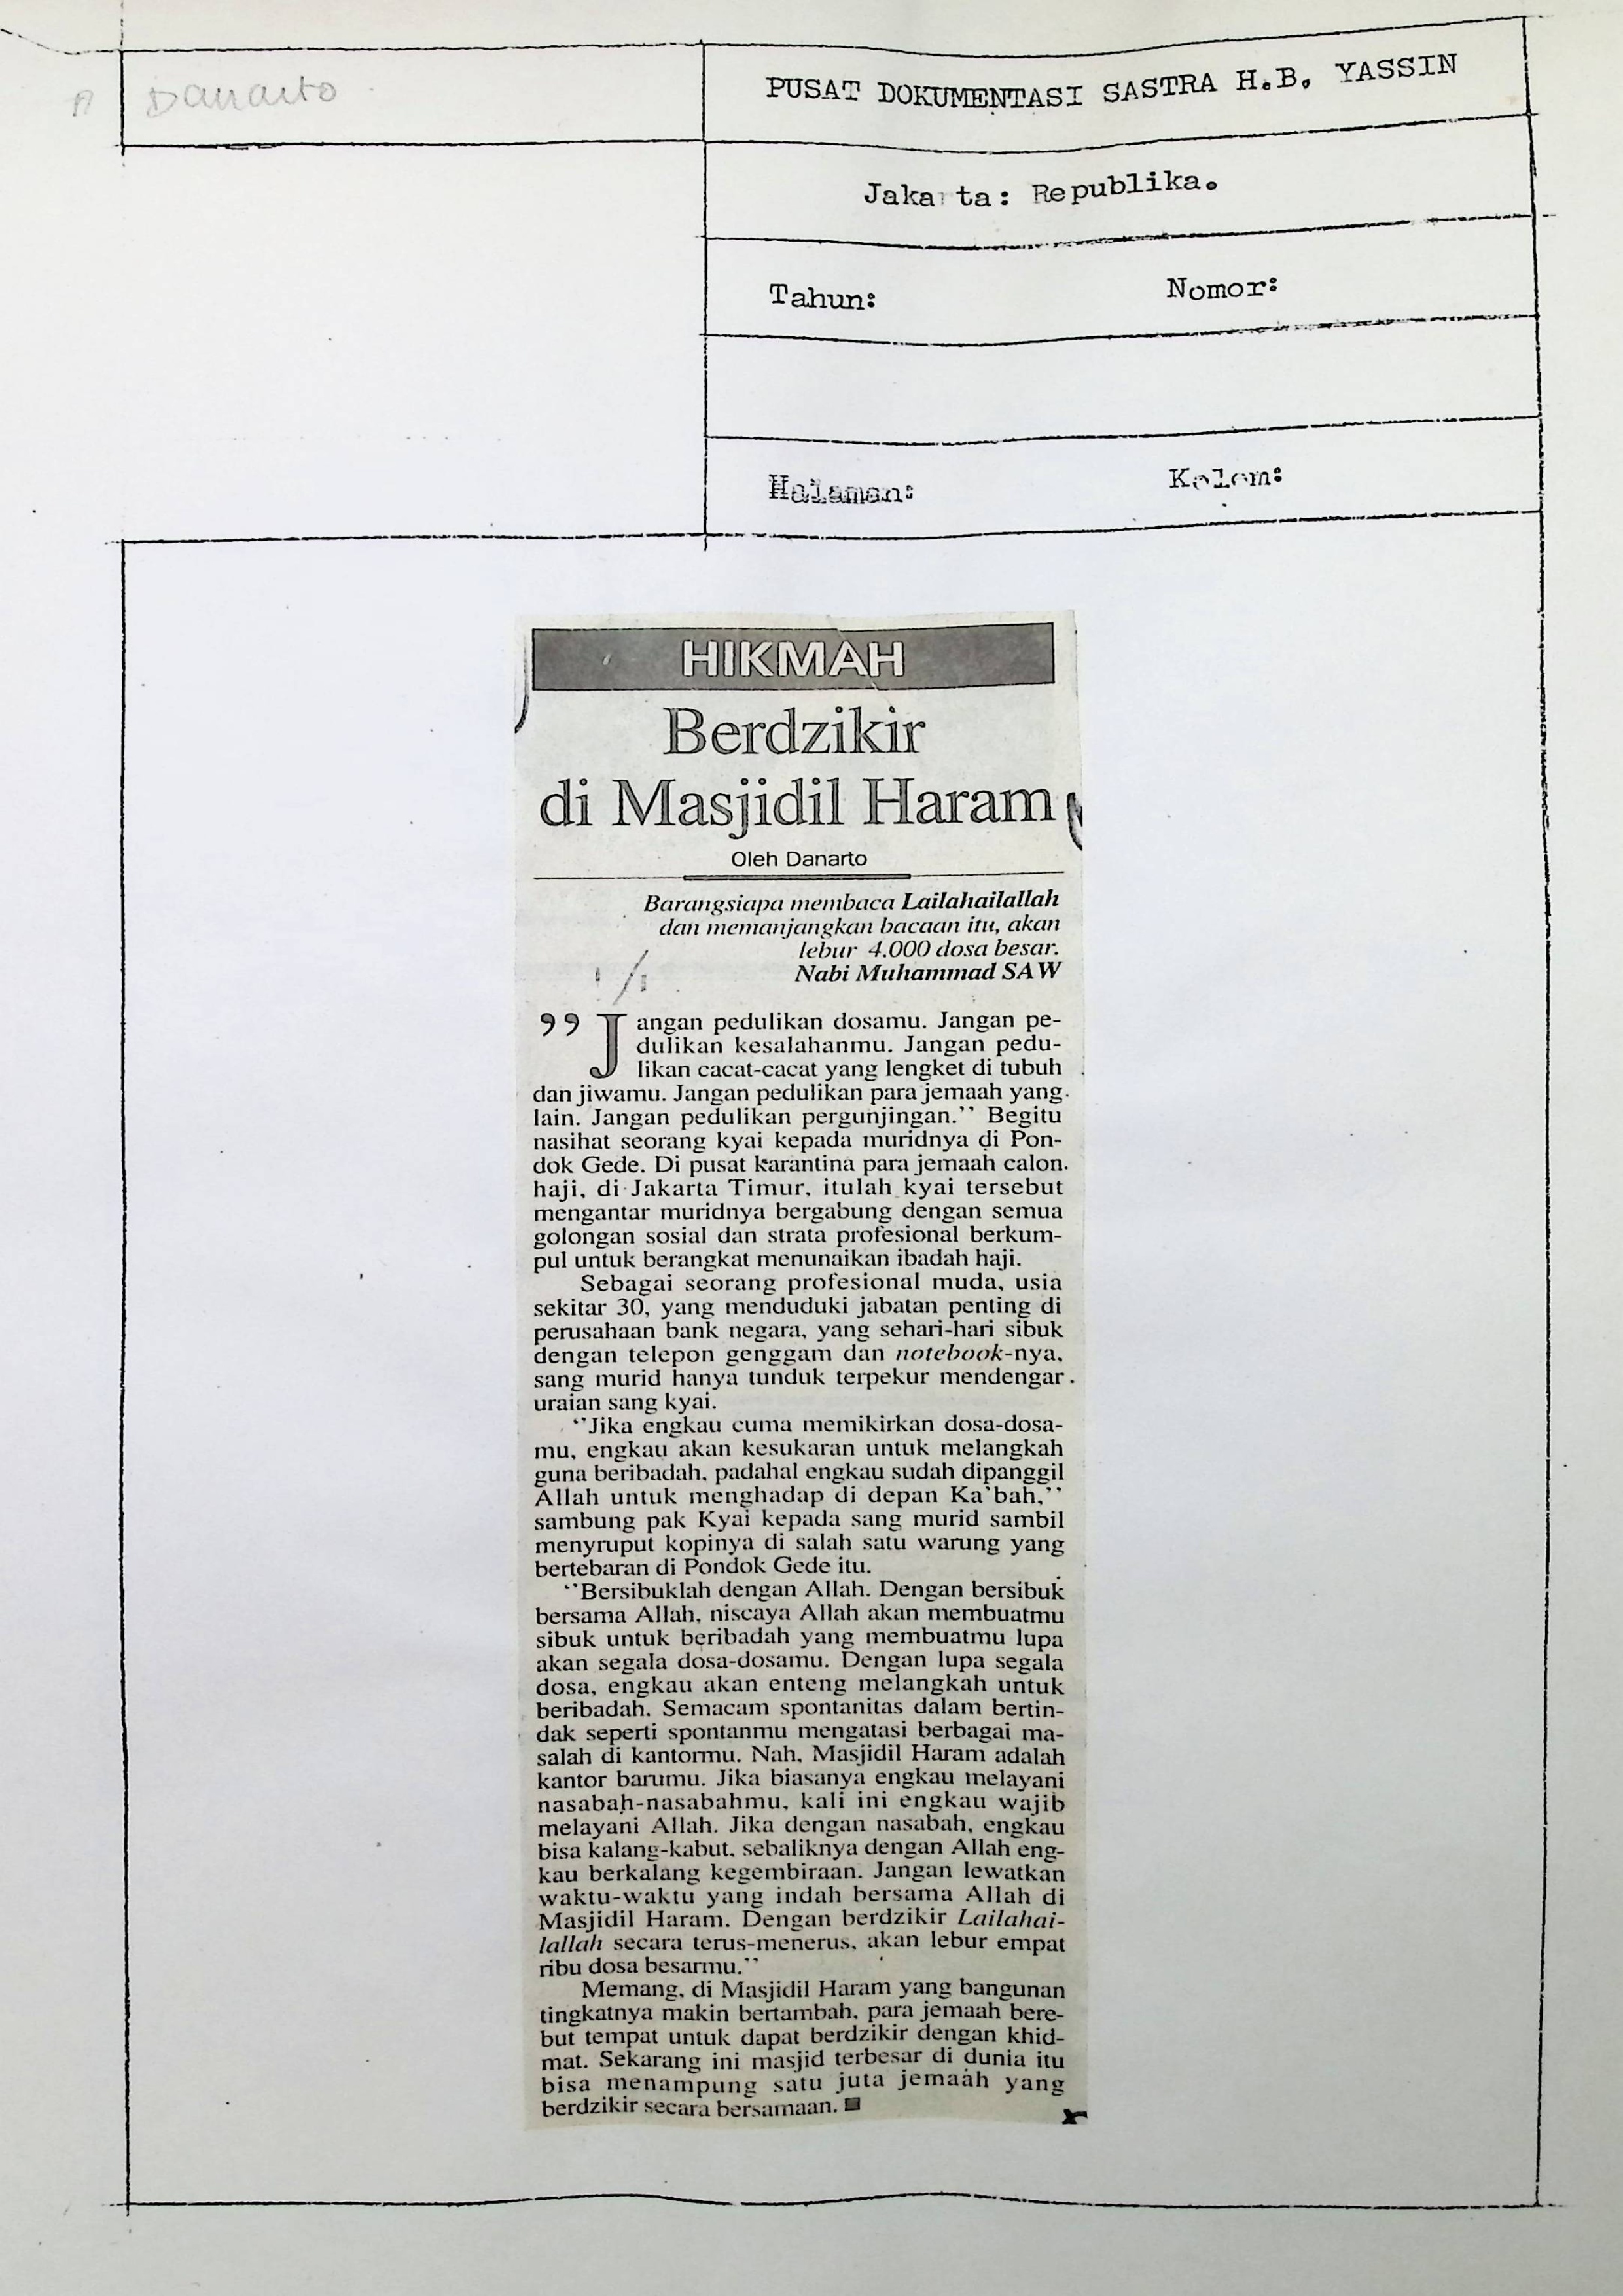 A
Danarto
PUSAT DOKUMENTASI SASTRA H.B. YASSIN
Jakarta: Republika.
Tahun: Nomor:
Halaman: Kolom:
HIKMAH
Berdzikir
di Masjidil Haram
Oleh Danarto
Barangsiapa membaca Lailahailallah
dan memanjangkan bacaan itu, akan
lebur 4.000 dosa besar.
Nabi Muhammad SAW
”Jangan pedulikan dosamu. Jangan pe-
dulikan kesalahanmu. Jangan pedu-
likan cacat-cacat yang lengket di tubuh
dan jiwamu. Jangan pedulikan para jemaah yang
lain. Jangan pedulikan pergunjingan.’’ Begitu
nasihat seorang kyai kepada muridnya di Pon-
dok Gede. Di pusat karantina para jemaah calon
haji, di Jakarta Timur, itulah kyai tersebut
mengantar muridnya bergabung dengan semua
golongan sosial dan strata profesional berkum-
pul untuk berangkat menunaikan ibadah haji.
Sebagai seorang profesional muda, usia
sekitar 30, yang menduduki jabatan penting di
perusahaan bank negara, yang sehari-hari sibuk
dengan telepon genggam dan notebook-nya,
sang murid hanya tunduk terpekur mendengar
uraian sang kyai.
‘’Jika engkau cuma memikirkan dosa-dosa-
mu, engkau akan kesukaran untuk melangkah
guna beribadah, padahal engkau sudah dipanggil
Allah untuk menghadap di depan Ka’bah,’’
sambung pak Kyai kepada sang murid sambil
menyruput kopinya di salah satu warung yang
bertebaran di Pondok Gede itu.
‘’Bersibuklah dengan Allah. Dengan bersibuk
bersama Allah, niscaya Allah akan membuatmu
sibuk untuk beribadah yang membuatmu lupa
akan segala dosa-dosamu. Dengan lupa segala
dosa, engkau akan enteng melangkah untuk
beribadah. Semacam spontanitas dalam bertin-
dak seperti spontanmu mengatasi berbagai ma-
salah di kantormu. Nah, Masjidil Haram adalah
kantor barumu. Jika biasanya engkau melayani
nasabah-nasabahmu, kali ini engkau wajib
melayani Allah. Jika dengan nasabah, engkau
bisa kalang-kabut, sebaliknya dengan Allah eng-
kau berkalang kegembiraan. Jangan lewatkan
waktu-waktu yang indah bersama Allah di
Masjidil Haram. Dengan berdzikir Lailahai-
lallah secara terus-menerus, akan lebur empat
ribu dosa besarmu.’’
Memang, di Masjidil Haram yang bangunan
tingkatnya makin bertambah, para jemaah bere-
but tempat untuk dapat berdzikir dengan khid-
mat. Sekarang ini masjid terbesar di dunia itu
bisa menampung satu juta jemaah yang
berdzikir secara bersamaan.